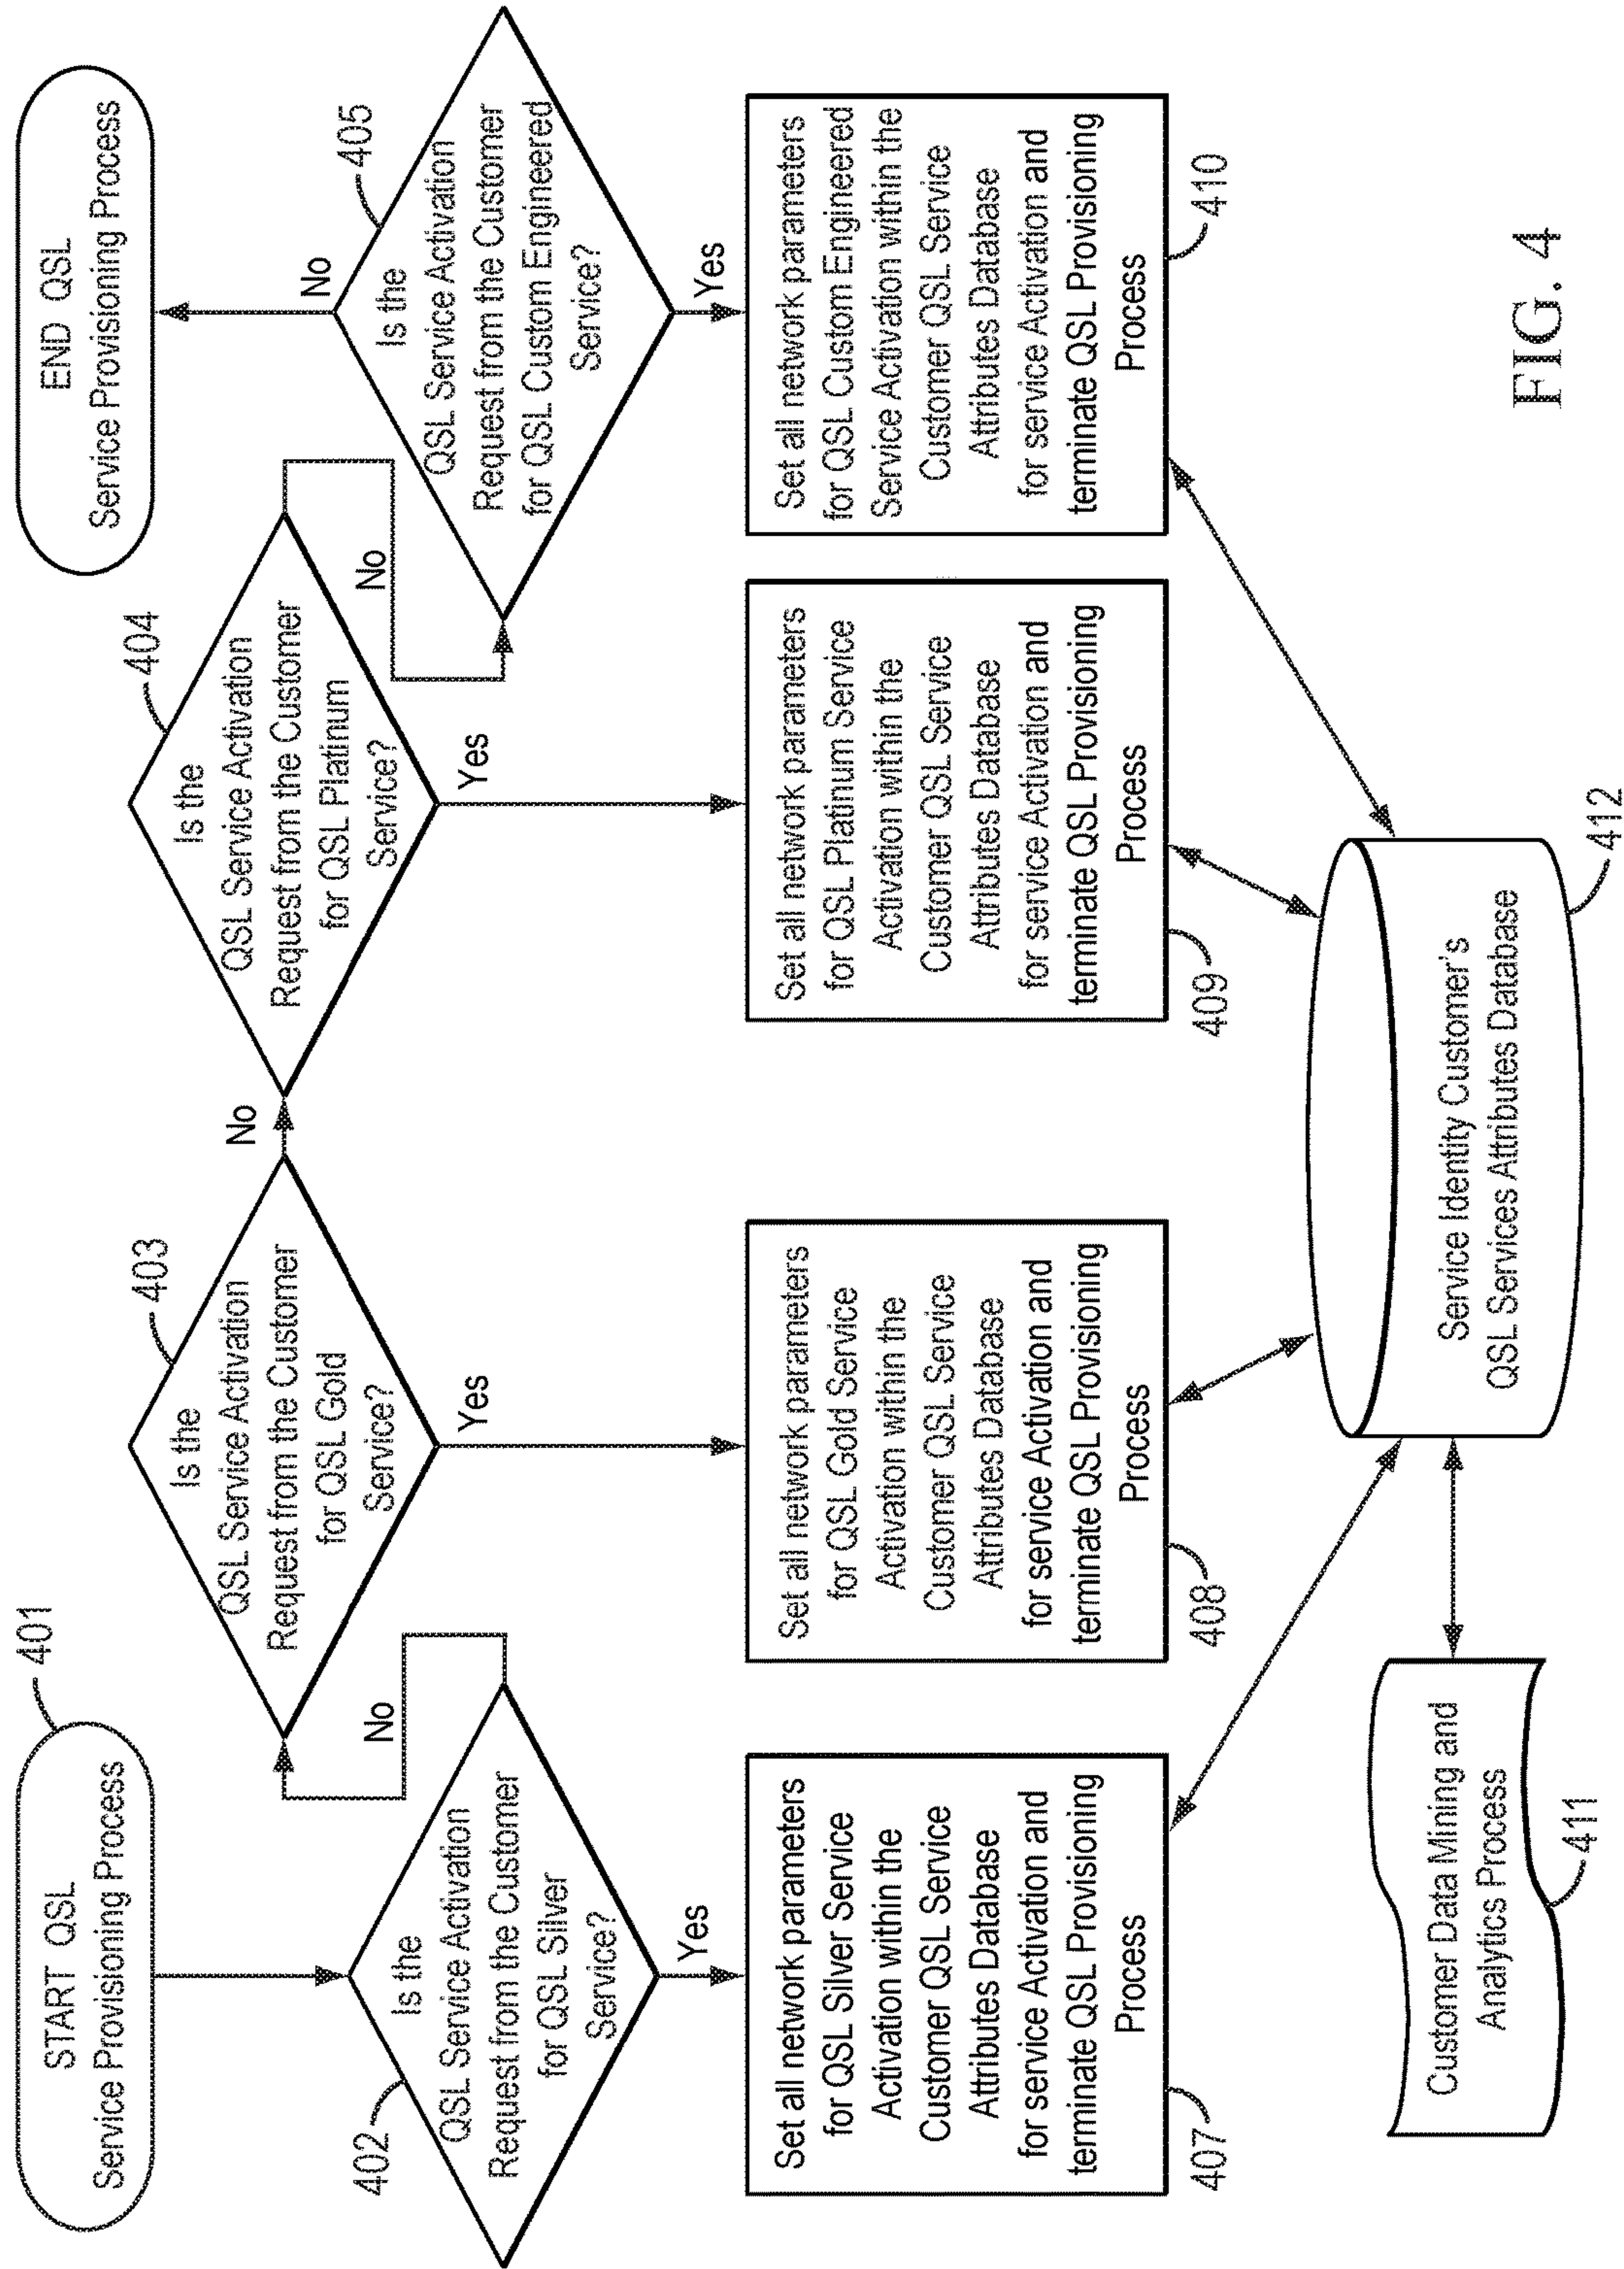 START QSL
Service Provisioning Process
401
END QSL
Service Provisioning Process
402
Is the
QSL Service Activation
Request from the Customer
for QSL Silver
Service?
No
Yes
403
Is the
QSL Service Activation
Request from the Customer
for QSL Gold
Service?
No
Yes
404
Is the
QSL Service Activation
Request from the Customer
for QSL Platinum
Service?
No
Yes
405
Is the
QSL Service Activation
Request from the Customer
for QSL Custom Engineered
Service?
No
Yes
Set all network parameters
for QSL Silver Service
Activation within the
Customer QSL Service
Attributes Database
for service Activation and
terminate QSL Provisioning
Process
407
Set all network parameters
for QSL Gold Service
Activation within the
Customer QSL Service
Attributes Database
for service Activation and
terminate QSL Provisioning
Process
408
Set all network parameters
for QSL Platinum Service
Activation within the
Customer QSL Service
Attributes Database
for service Activation and
terminate QSL Provisioning
Process
409
Set all network parameters
for QSL Custom Engineered
Service Activation within the
Customer QSL Service
Attributes Database
for service Activation and
terminate QSL Provisioning
Process
410
Customer Data Mining and
Analytics Process
411
Service Identity Customer's
QSL Services Attributes Database
412
FIG. 4